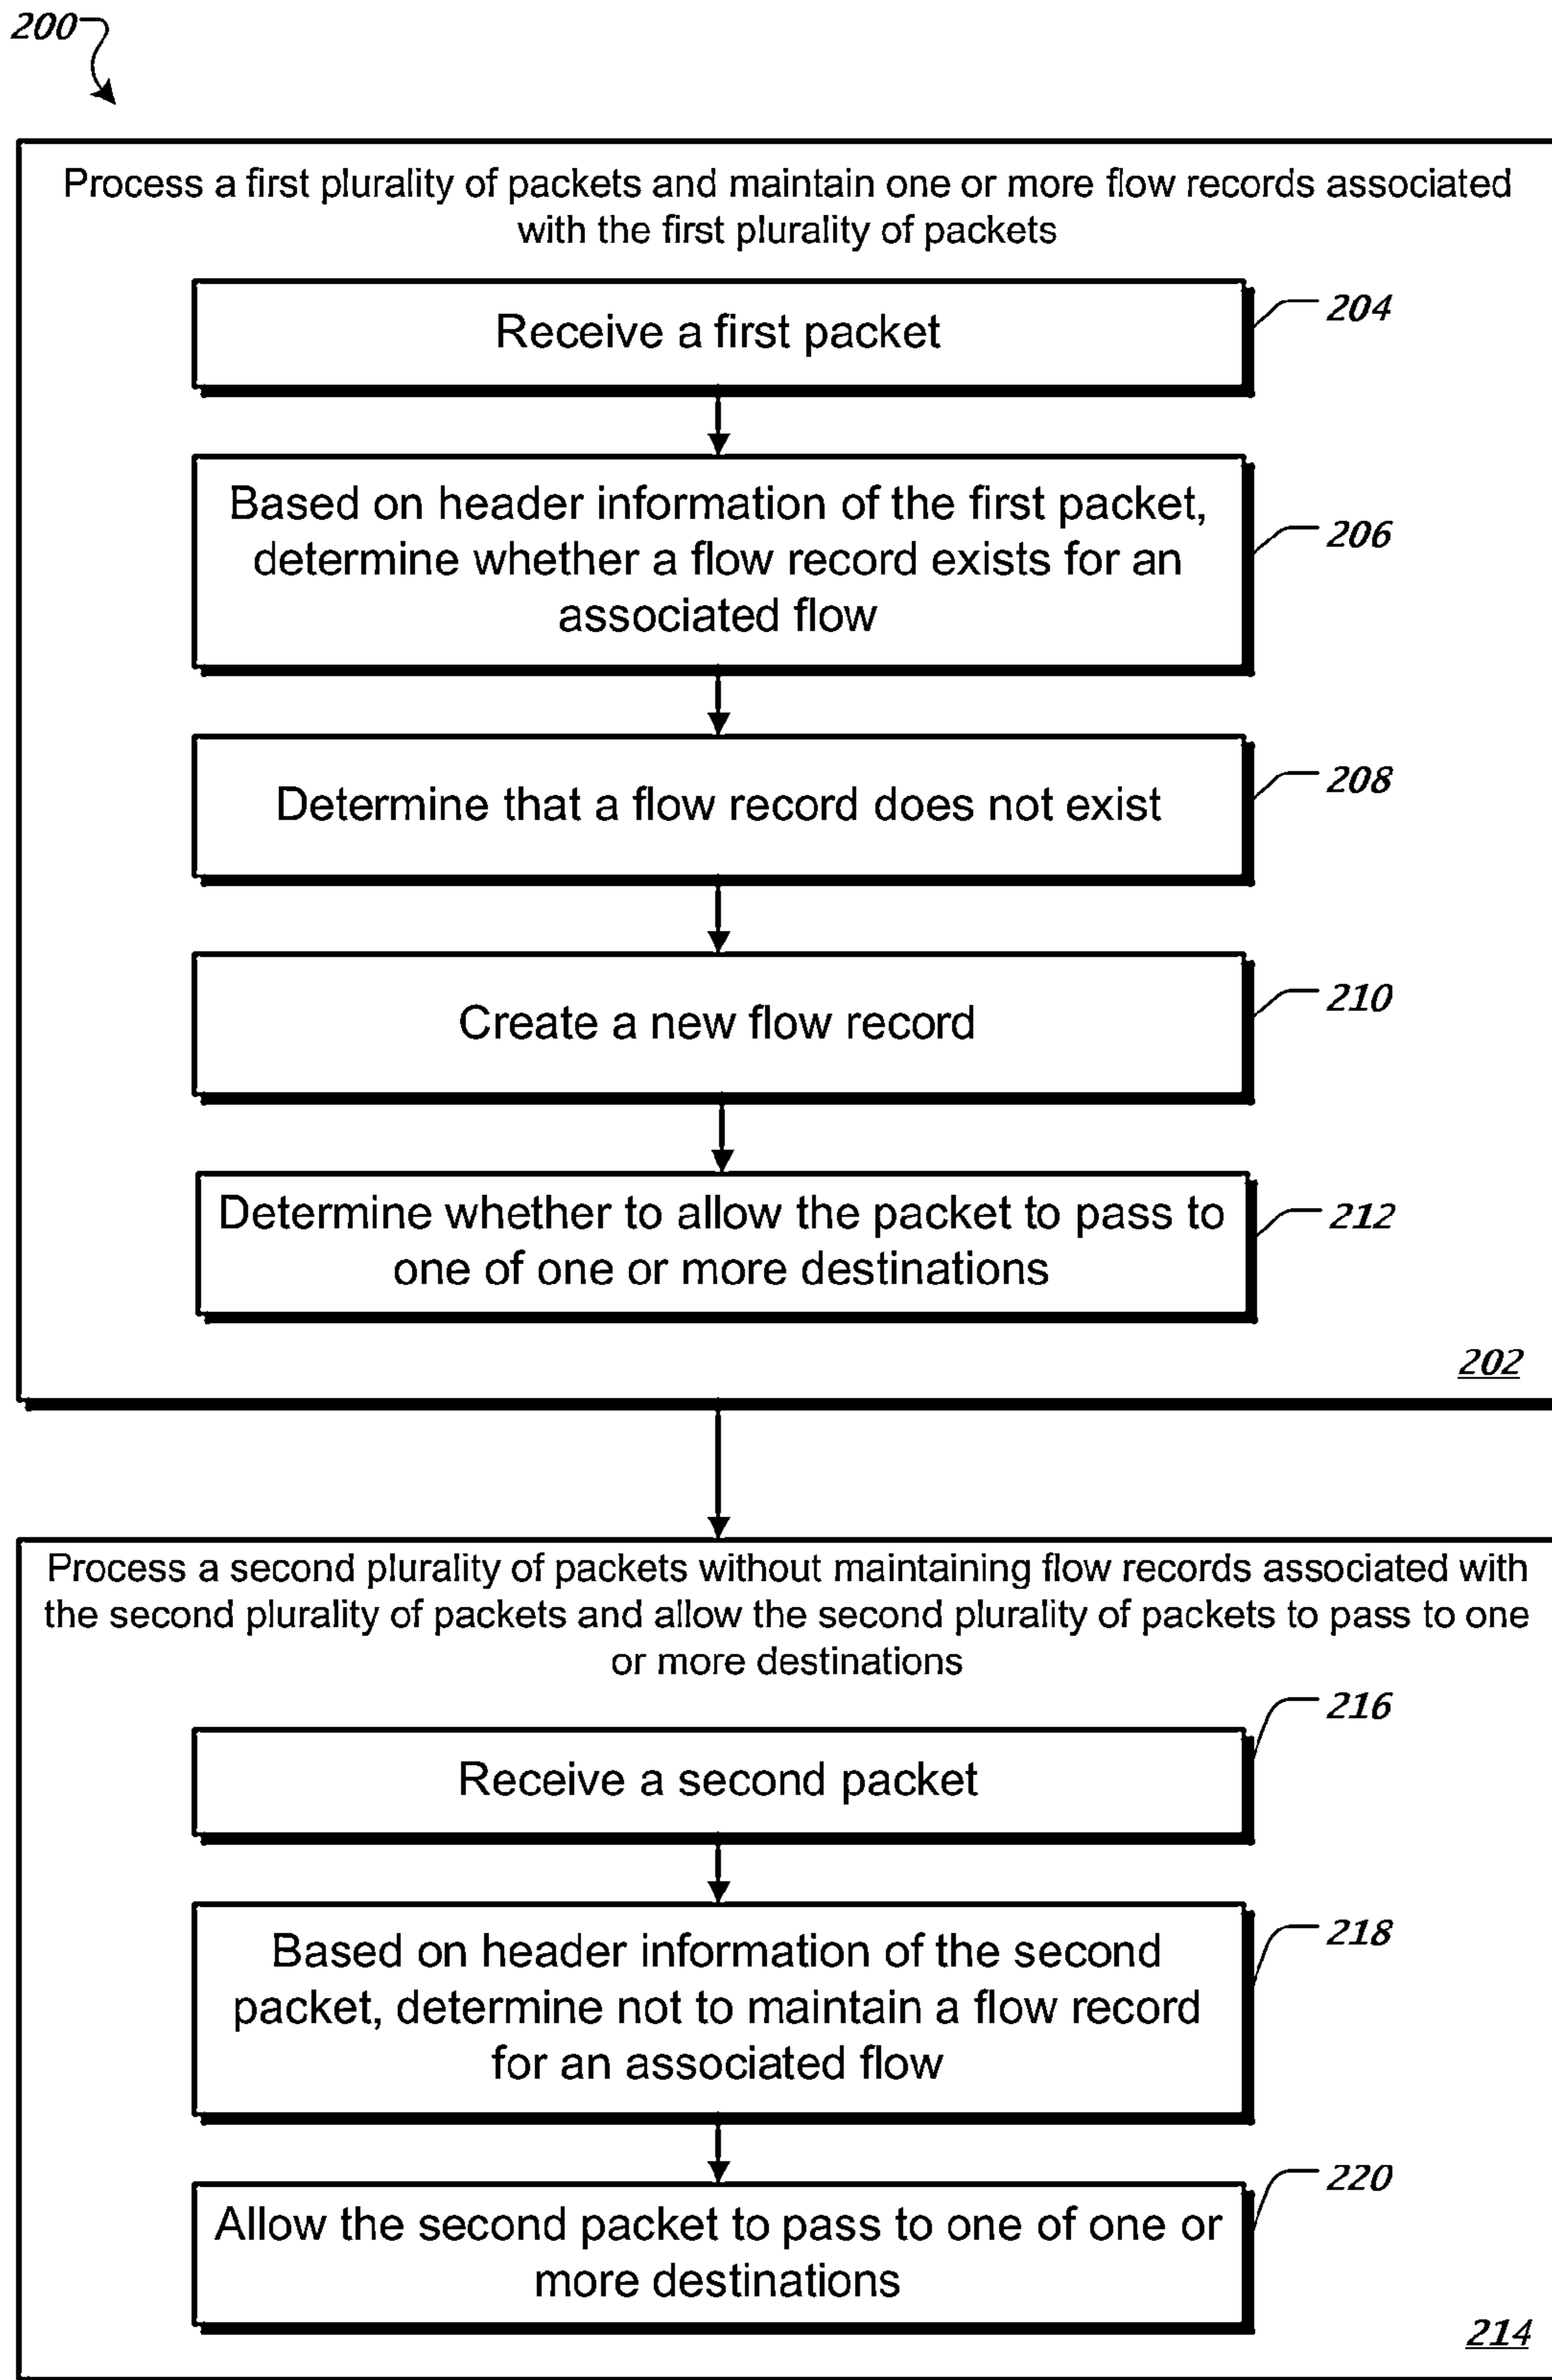 200
Process a first plurality of packets and maintain one or more flow records associated
with the first plurality of packets
Receive a first packet
204
Based on header information of the first packet,
determine whether a flow record exists for an
associated flow
206
Determine that a flow record does not exist
208
Create a new flow record
210
Determine whether to allow the packet to pass to
one of one or more destinations
212
202
Process a second plurality of packets without maintaining flow records associated with
the second plurality of packets and allow the second plurality of packets to pass to one
or more destinations
216
Receive a second packet
Based on header information of the second
packet, determine not to maintain a flow record
for an associated flow
218
220
Allow the second packet to pass to one of one or
more destinations
214